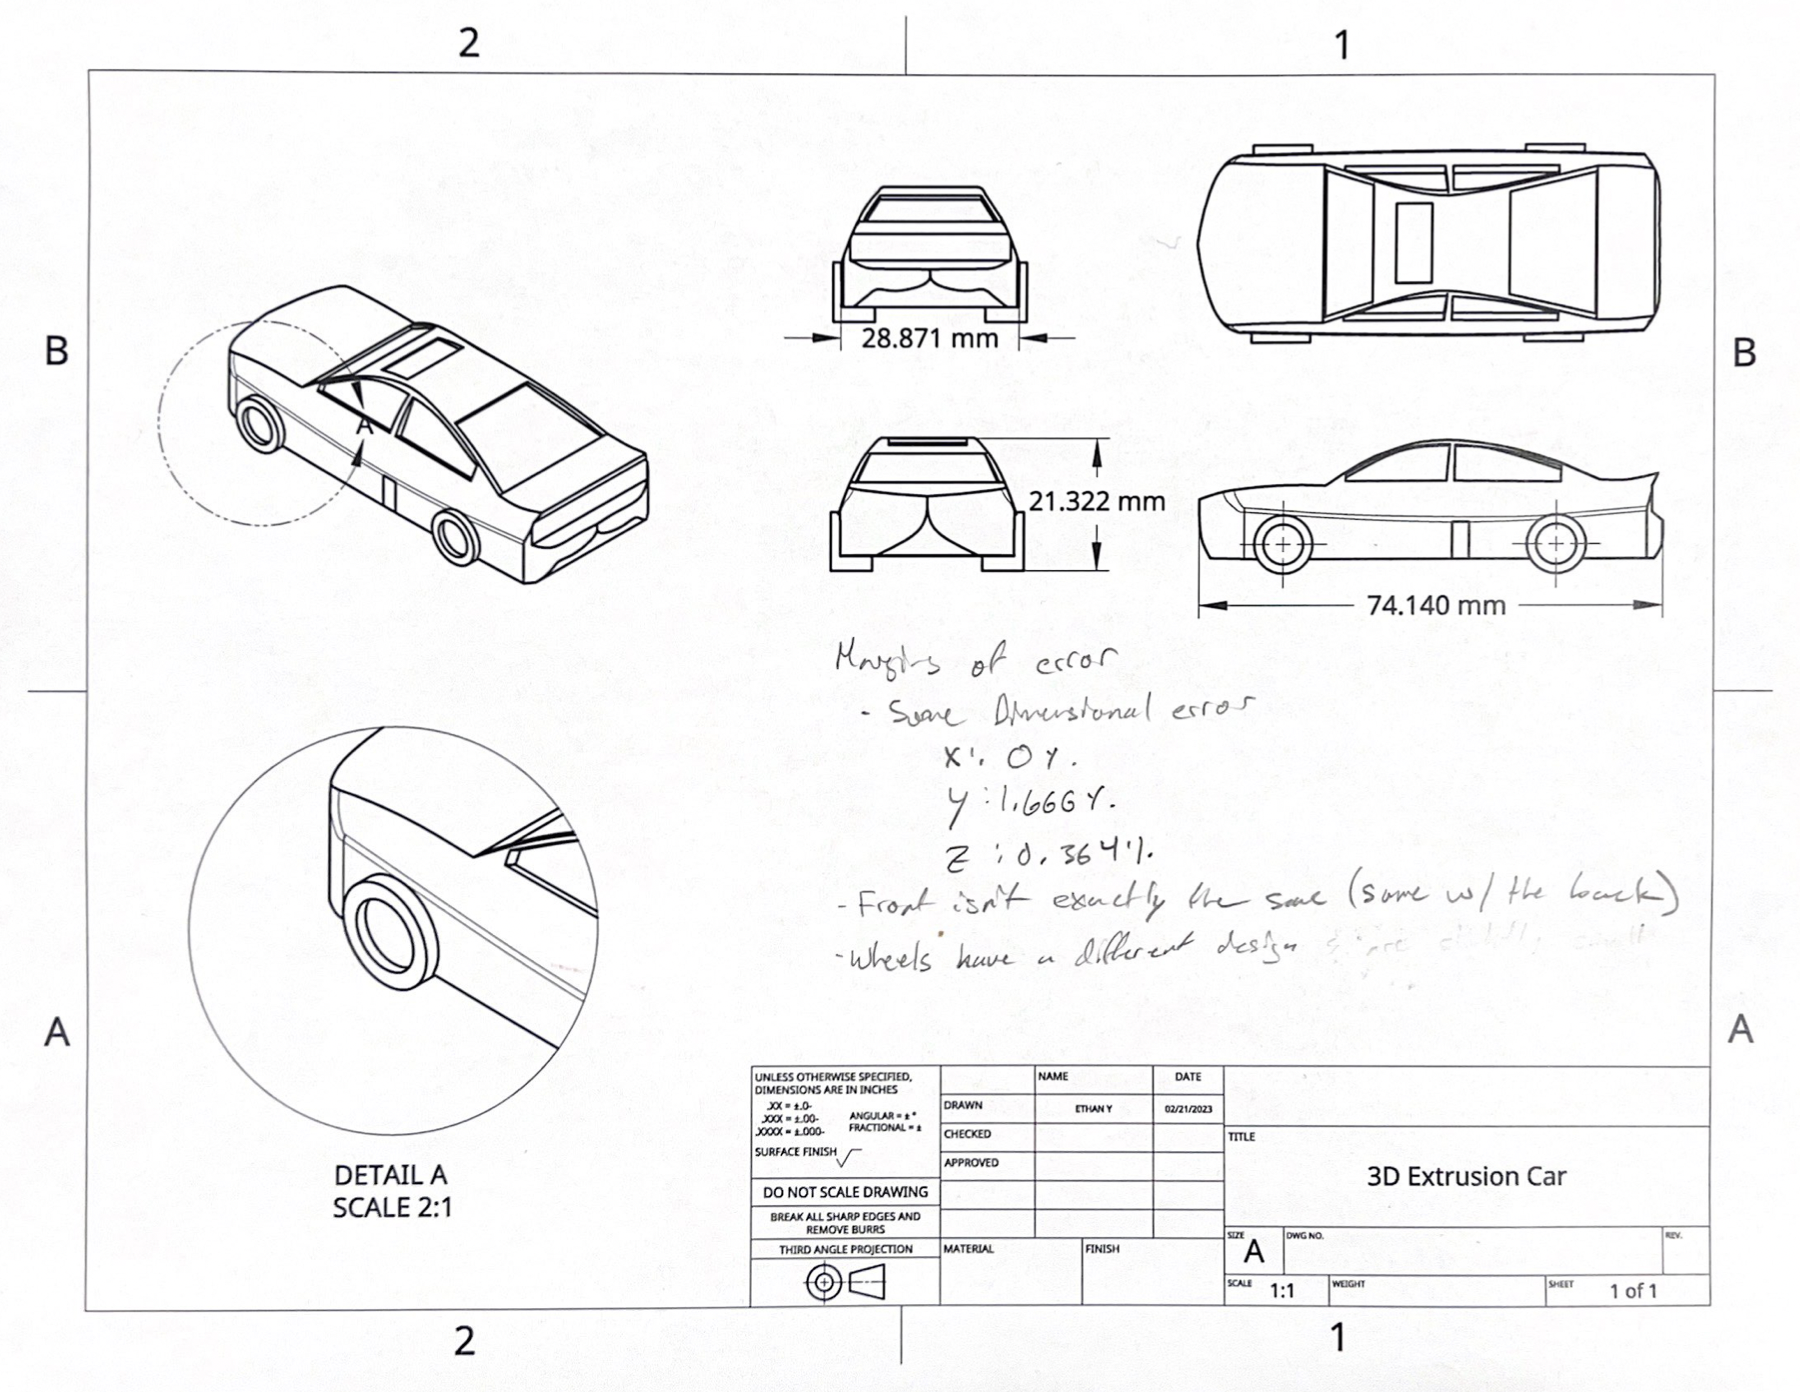 2
1
B
B
28.871 mm
A
21.322 mm
74.140 mm
Margins of error
- Some Dimensional error
X: 0%.
Y: 1.666%.
Z: 0.364%.
- Front isn't exactly the same (same w/ the back)
- Wheels have a different design
A
A
DETAIL A
SCALE 2:1
UNLESS OTHERWISE SPECIFIED,
DIMENSIONS ARE IN INCHES
.XX = ±.0-
.XXX = ±.00-
.XXXX = ±.000-
ANGULAR = ±°
FRACTIONAL = ±
SURFACE FINISH
DO NOT SCALE DRAWING
BREAK ALL SHARP EDGES AND
REMOVE BURRS
THIRD ANGLE PROJECTION
NAME
DATE
DRAWN
ETHAN Y
02/21/2023
CHECKED
APPROVED
MATERIAL
FINISH
TITLE
3D Extrusion Car
SIZE
A
DWG NO.
REV.
SCALE
1:1
WEIGHT
SHEET
1 of 1
2
1